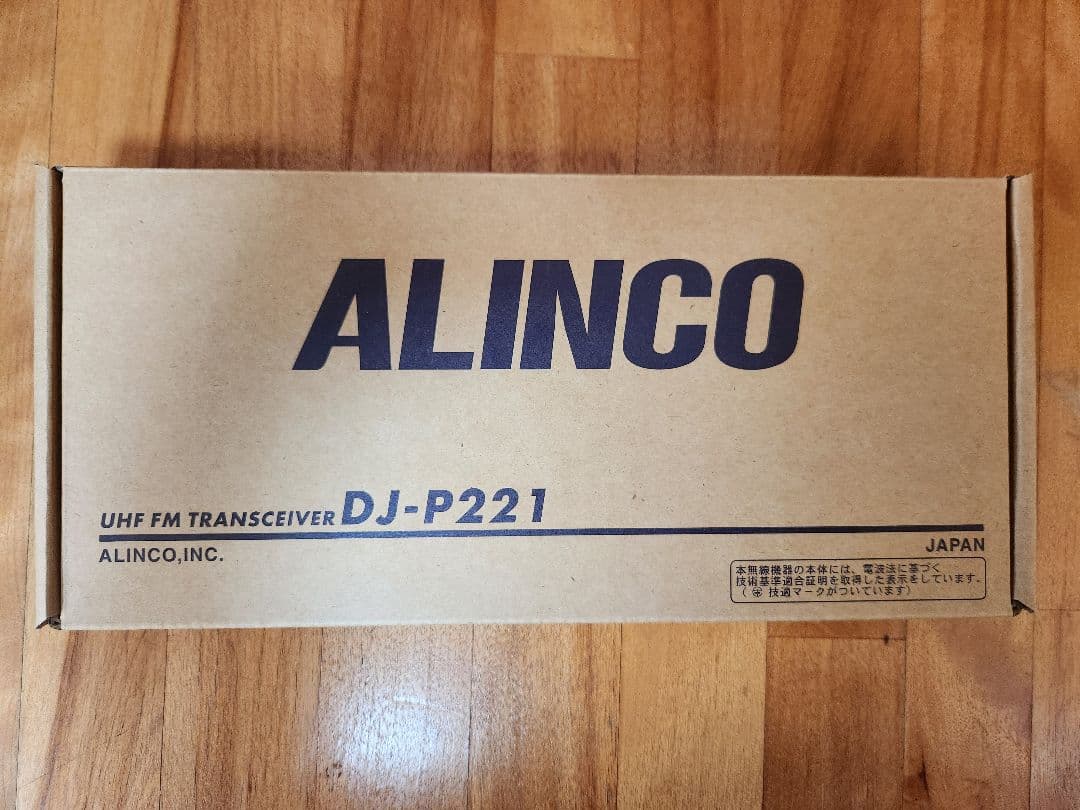 ALINCO
UHF FM TRANSCEIVER DJ-P221
ALINCO,INC.
JAPAN
本無線機器の本体には、電波法に基づく
技術基準適合証明を取得した表示をしています。
( 技適マークがついています)